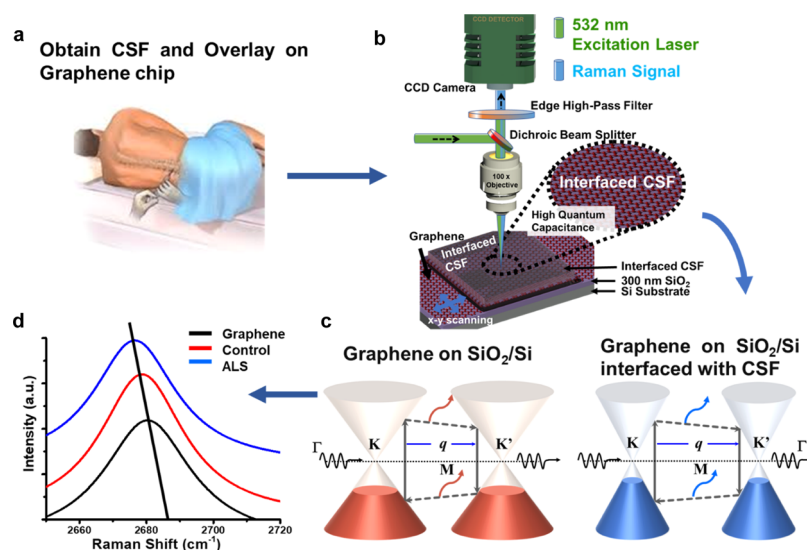 a
Obtain CSF and Overlay on
Graphene chip
b
CCD DETECTOR
532 nm
Excitation Laser
Raman Signal
CCD Camera
Edge High-Pass Filter
Dichroic Beam Splitter
100 x
Objective
Interfaced CSF
High Quantum
Capacitance
Graphene
Interfaced
CSF
Interfaced CSF
300 nm SiO₂
Si Substrate
x-y scanning
d
Graphene
Control
ALS
Intensity (a.u.)
2660 2680 2700 2720
Raman Shift (cm⁻¹)
c
Graphene on SiO₂/Si
Γ K q K'
M
Graphene on SiO₂/Si
interfaced with CSF
Γ K q K'
M